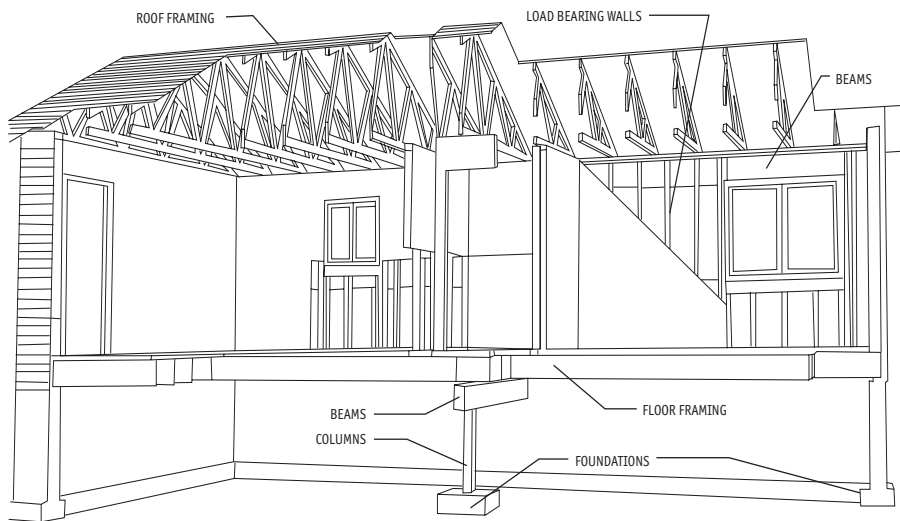 ROOF FRAMING
LOAD BEARING WALLS
BEAMS
BEAMS
FLOOR FRAMING
COLUMNS
FOUNDATIONS